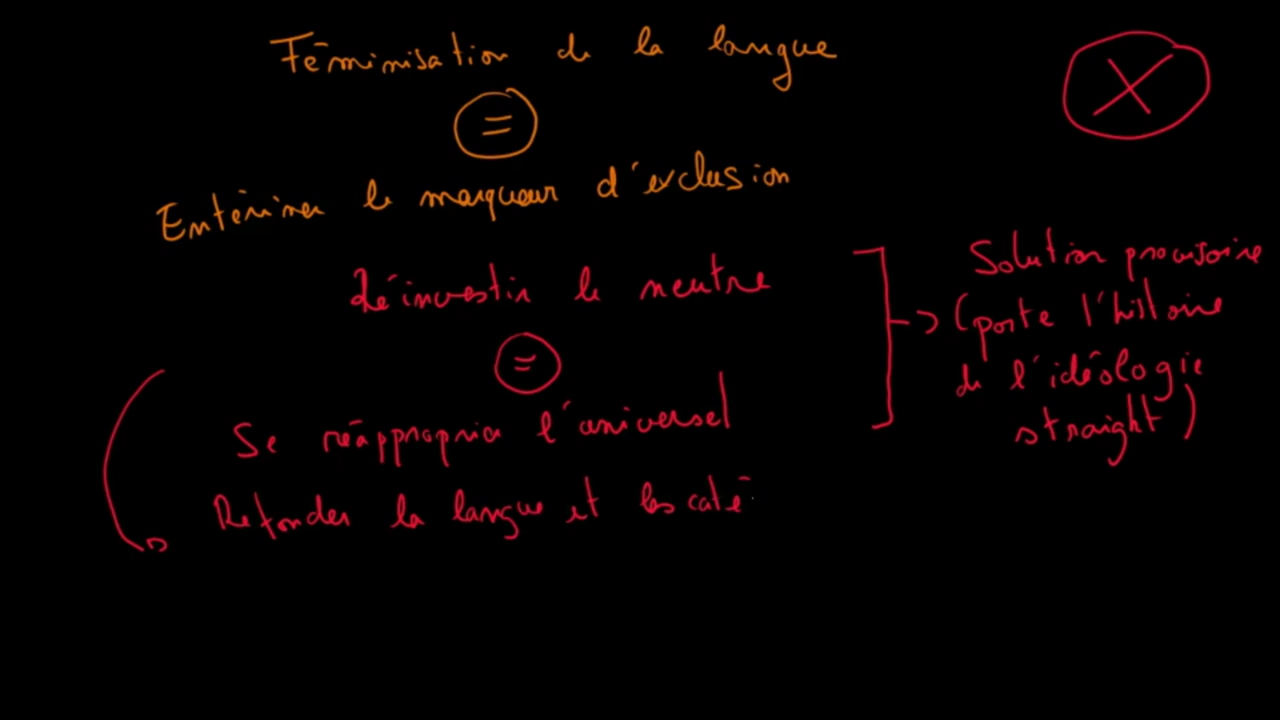 Féminisation de la langue
=
Entériner le marqueur d'exclusion
Réinvestir le neutre
=
Se réapproprier l'universel
Refonder la langue et les caté
Solution provisoire
(porte l'histoire
de l'idéologie
straight)